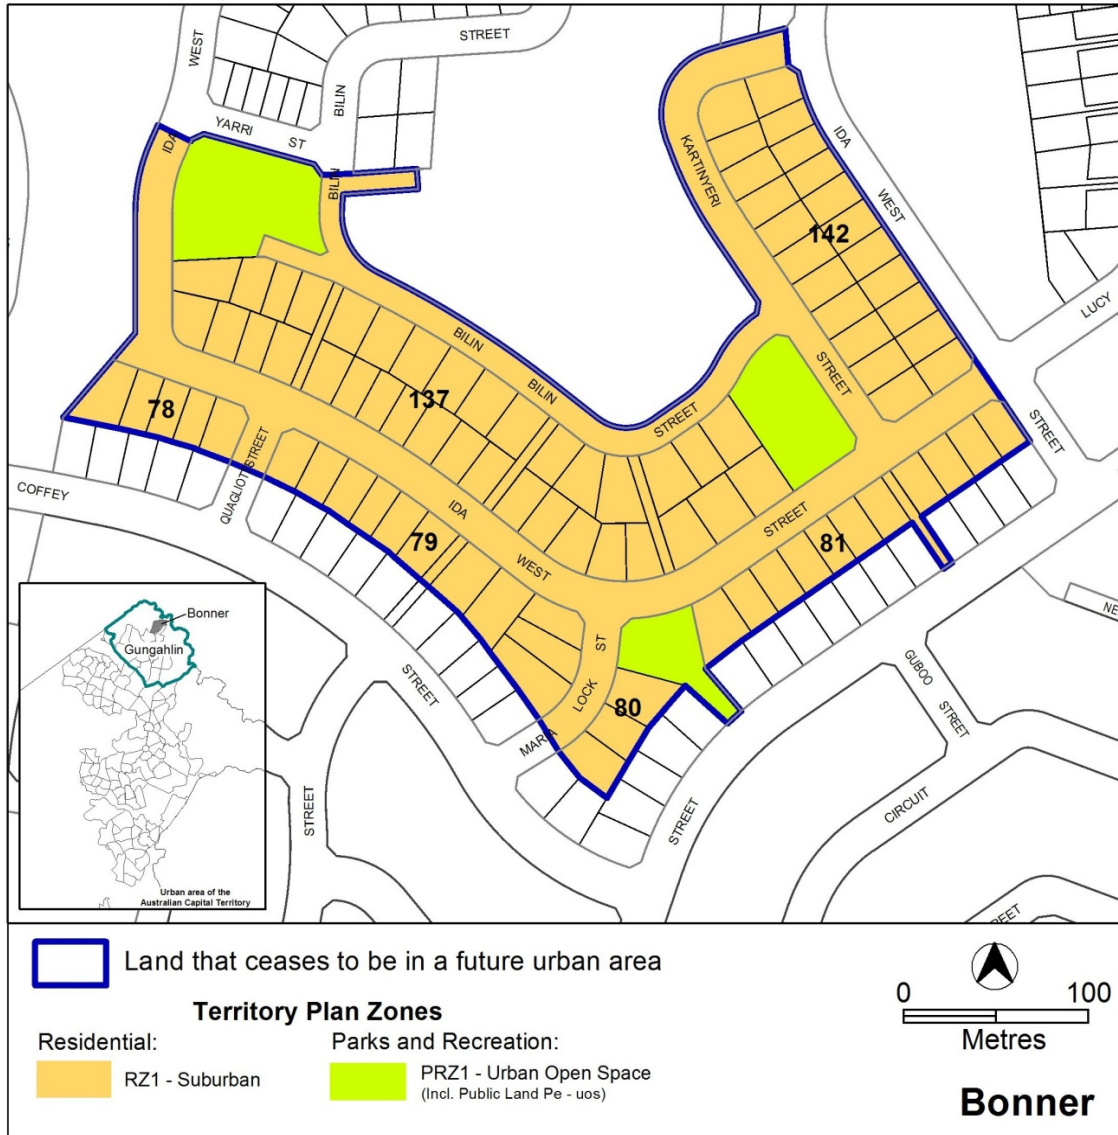 WEST
STREET
BILIN
YARRI
ST
IDA
BILIN
KARTINYERI
IDA
WEST
142
LUCY
BILIN
BILIN
STREET
STREET
STREET
78
137
QUAGLIOTTI STREET
COFFEY
IDA
WEST
STREET
79
81
ST
LOCK
MARIA
80
STREET
GUBOO
STREET
CIRCUIT
STREET
STREET
Bonner
Gungahlin
Urban area of the
Australian Capital Territory
Land that ceases to be in a future urban area
Territory Plan Zones
Residential:
Parks and Recreation:
RZ1 - Suburban
PRZ1 - Urban Open Space
(Incl. Public Land Pe - uos)
0
100
Metres
Bonner